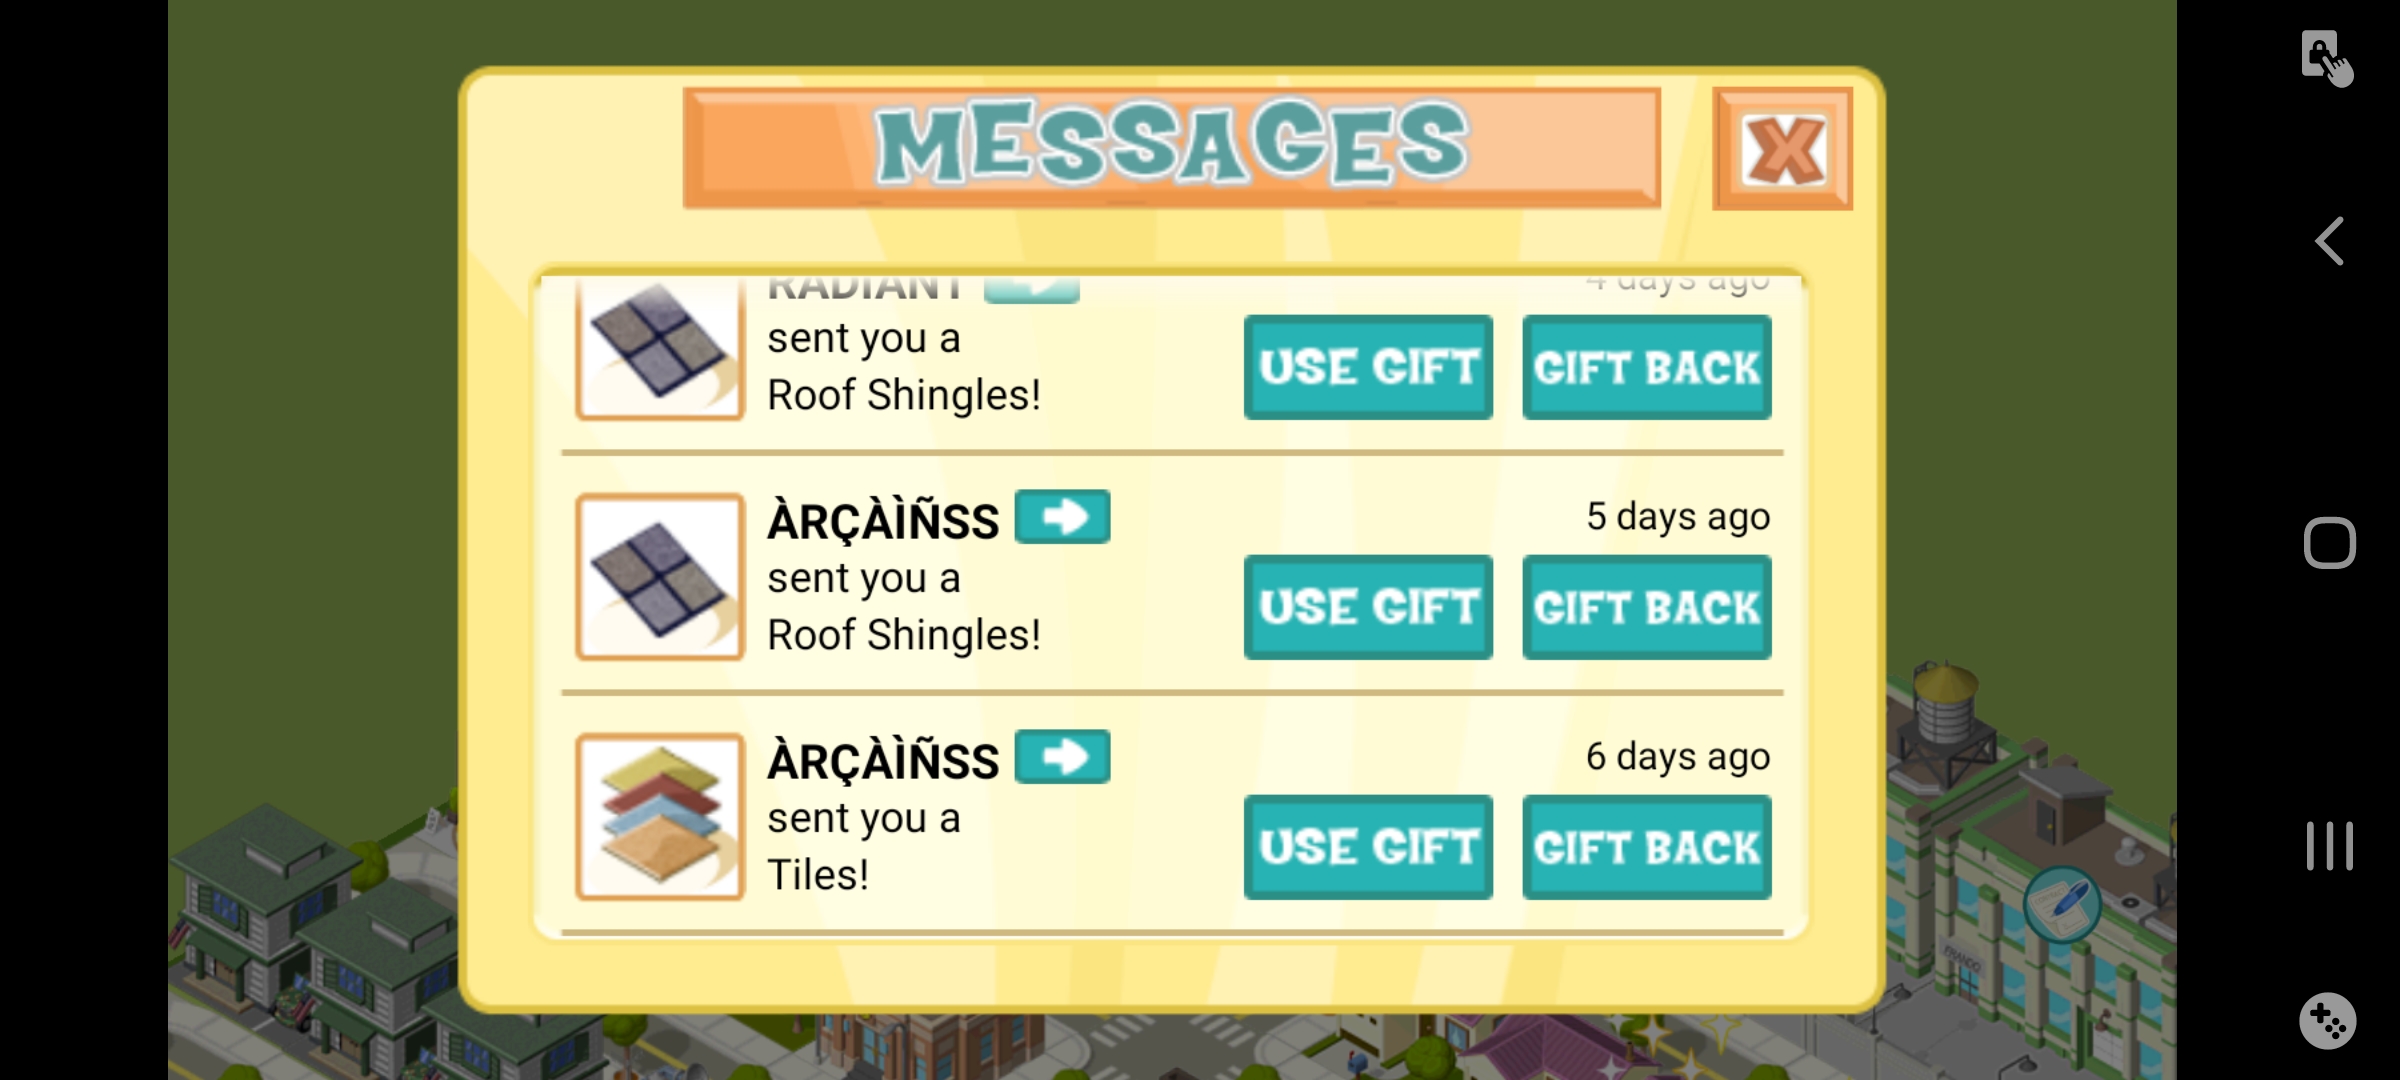 MESSAGES
RADIANT
4 days ago
sent you a
Roof Shingles!
USE GIFT
GIFT BACK
ÀRÇÀÌÑSS
5 days ago
sent you a
Roof Shingles!
USE GIFT
GIFT BACK
ÀRÇÀÌÑSS
6 days ago
sent you a
Tiles!
USE GIFT
GIFT BACK